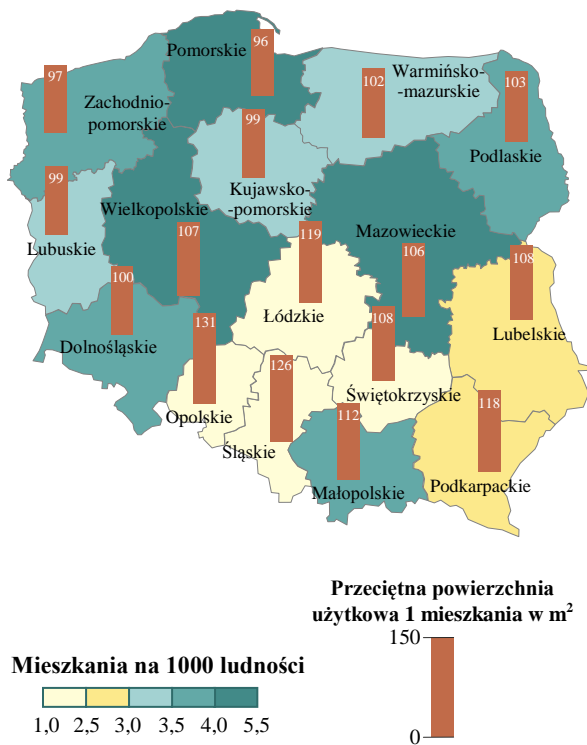 Pomorskie
96
97
Zachodnio-
pomorskie
102
Warmińsko-
-mazurskie
103
Podlaskie
99
Kujawsko-
-pomorskie
99
Lubuskie
Wielkopolskie
107
Mazowieckie
106
119
Łódzkie
100
Dolnośląskie
108
Lubelskie
131
Opolskie
108
Świętokrzyskie
126
Śląskie
112
Małopolskie
118
Podkarpackie
Przeciętna powierzchnia
użytkowa 1 mieszkania w m²
150
0
Mieszkania na 1000 ludności
1,0 2,5 3,0 3,5 4,0 5,5